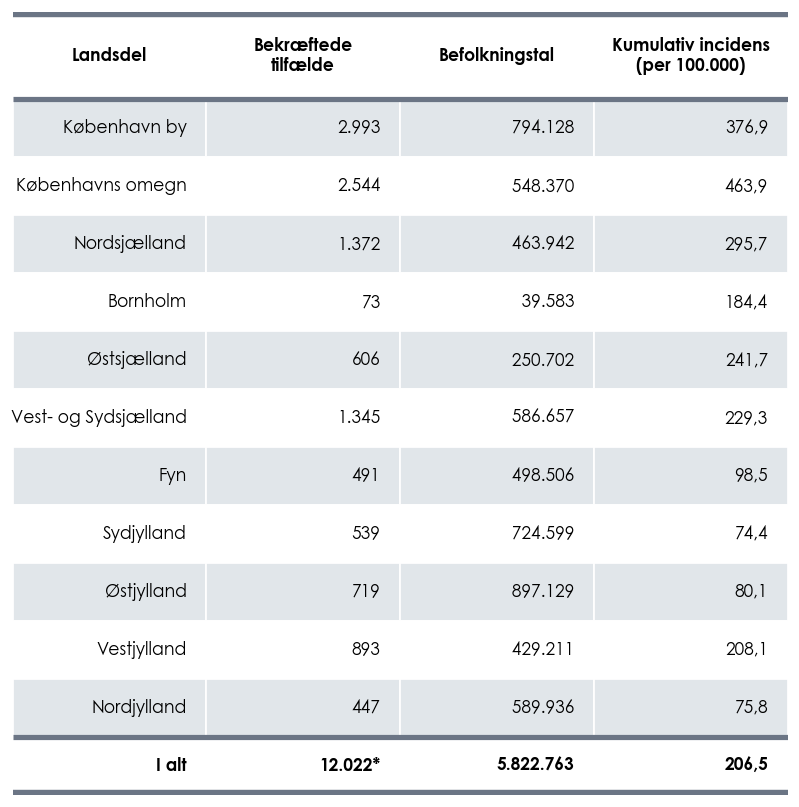 Landsdel Bekræftede tilfælde Befolkningstal Kumulativ incidens (per 100.000)
København by 2.993 794.128 376,9
Københavns omegn 2.544 548.370 463,9
Nordsjælland 1.372 463.942 295,7
Bornholm 73 39.583 184,4
Østsjælland 606 250.702 241,7
Vest- og Sydsjælland 1.345 586.657 229,3
Fyn 491 498.506 98,5
Sydjylland 539 724.599 74,4
Østjylland 719 897.129 80,1
Vestjylland 893 429.211 208,1
Nordjylland 447 589.936 75,8
I alt 12.022* 5.822.763 206,5